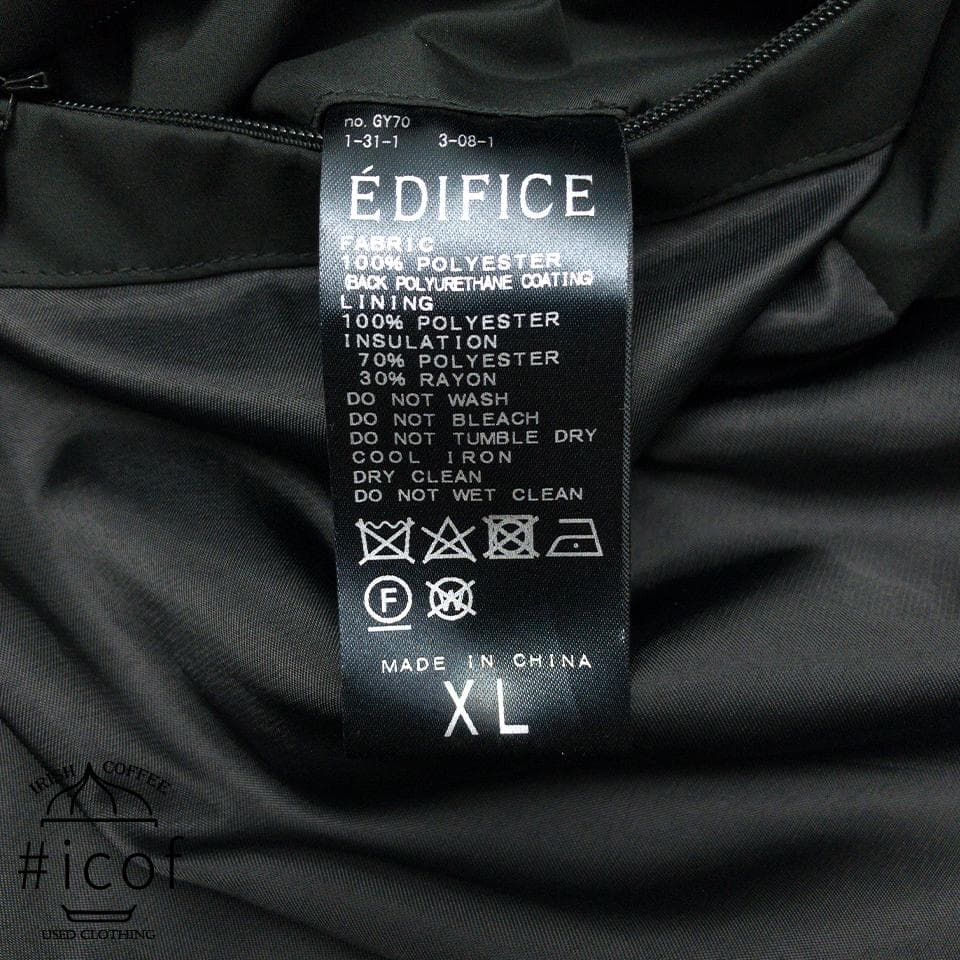 no. GY70
1-31-1 3-08-1
ÉDIFICE
FABRIC
100% POLYESTER
(BACK POLYURETHANE COATING)
LINING
100% POLYESTER
INSULATION
70% POLYESTER
30% RAYON
DO NOT WASH
DO NOT BLEACH
DO NOT TUMBLE DRY
COOL IRON
DRY CLEAN
DO NOT WET CLEAN
F W
MADE IN CHINA
XL
IRISH COFFEE
#icof
USED CLOTHING